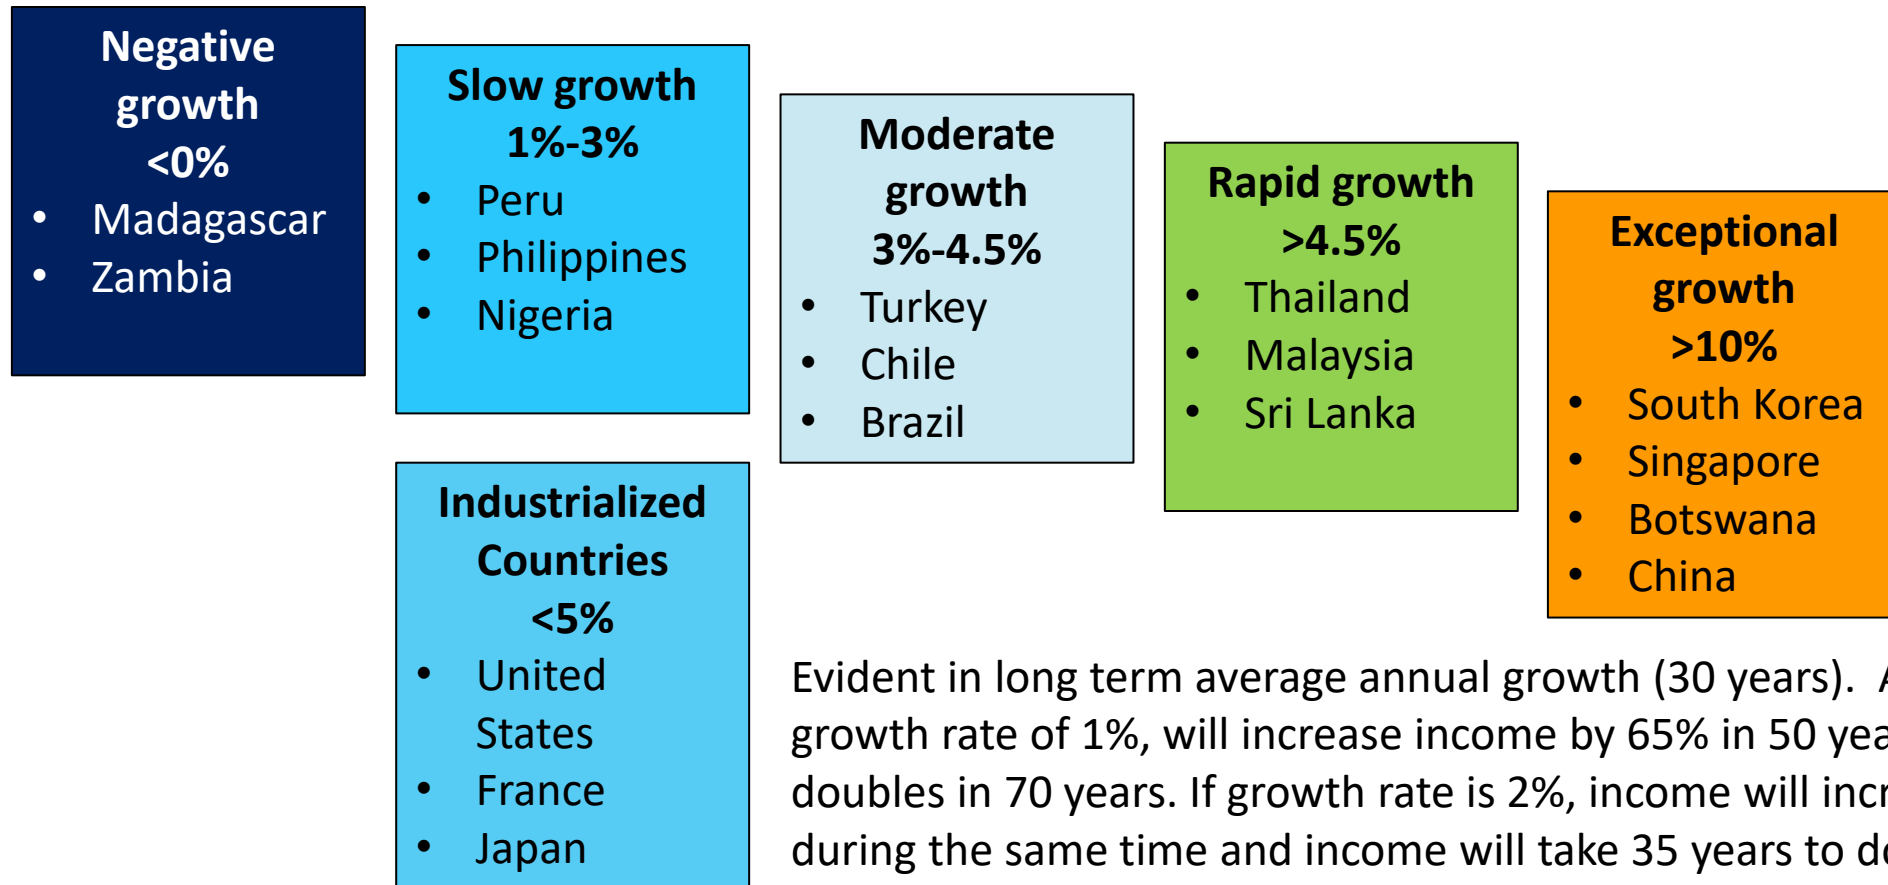 Negative
growth
<0%
• Madagascar
• Zambia
Slow growth
1%-3%
• Peru
• Philippines
• Nigeria
Moderate
growth
3%-4.5%
• Turkey
• Chile
• Brazil
Rapid growth
>4.5%
• Thailand
• Malaysia
• Sri Lanka
Exceptional
growth
>10%
• South Korea
• Singapore
• Botswana
• China
Industrialized
Countries
<5%
• United
States
• France
• Japan
Evident in long term average annual growth (30 years).
growth rate of 1%, will increase income by 65% in 50
doubles in 70 years. If growth rate is 2%, income will
during the same time and income will take 35 years to